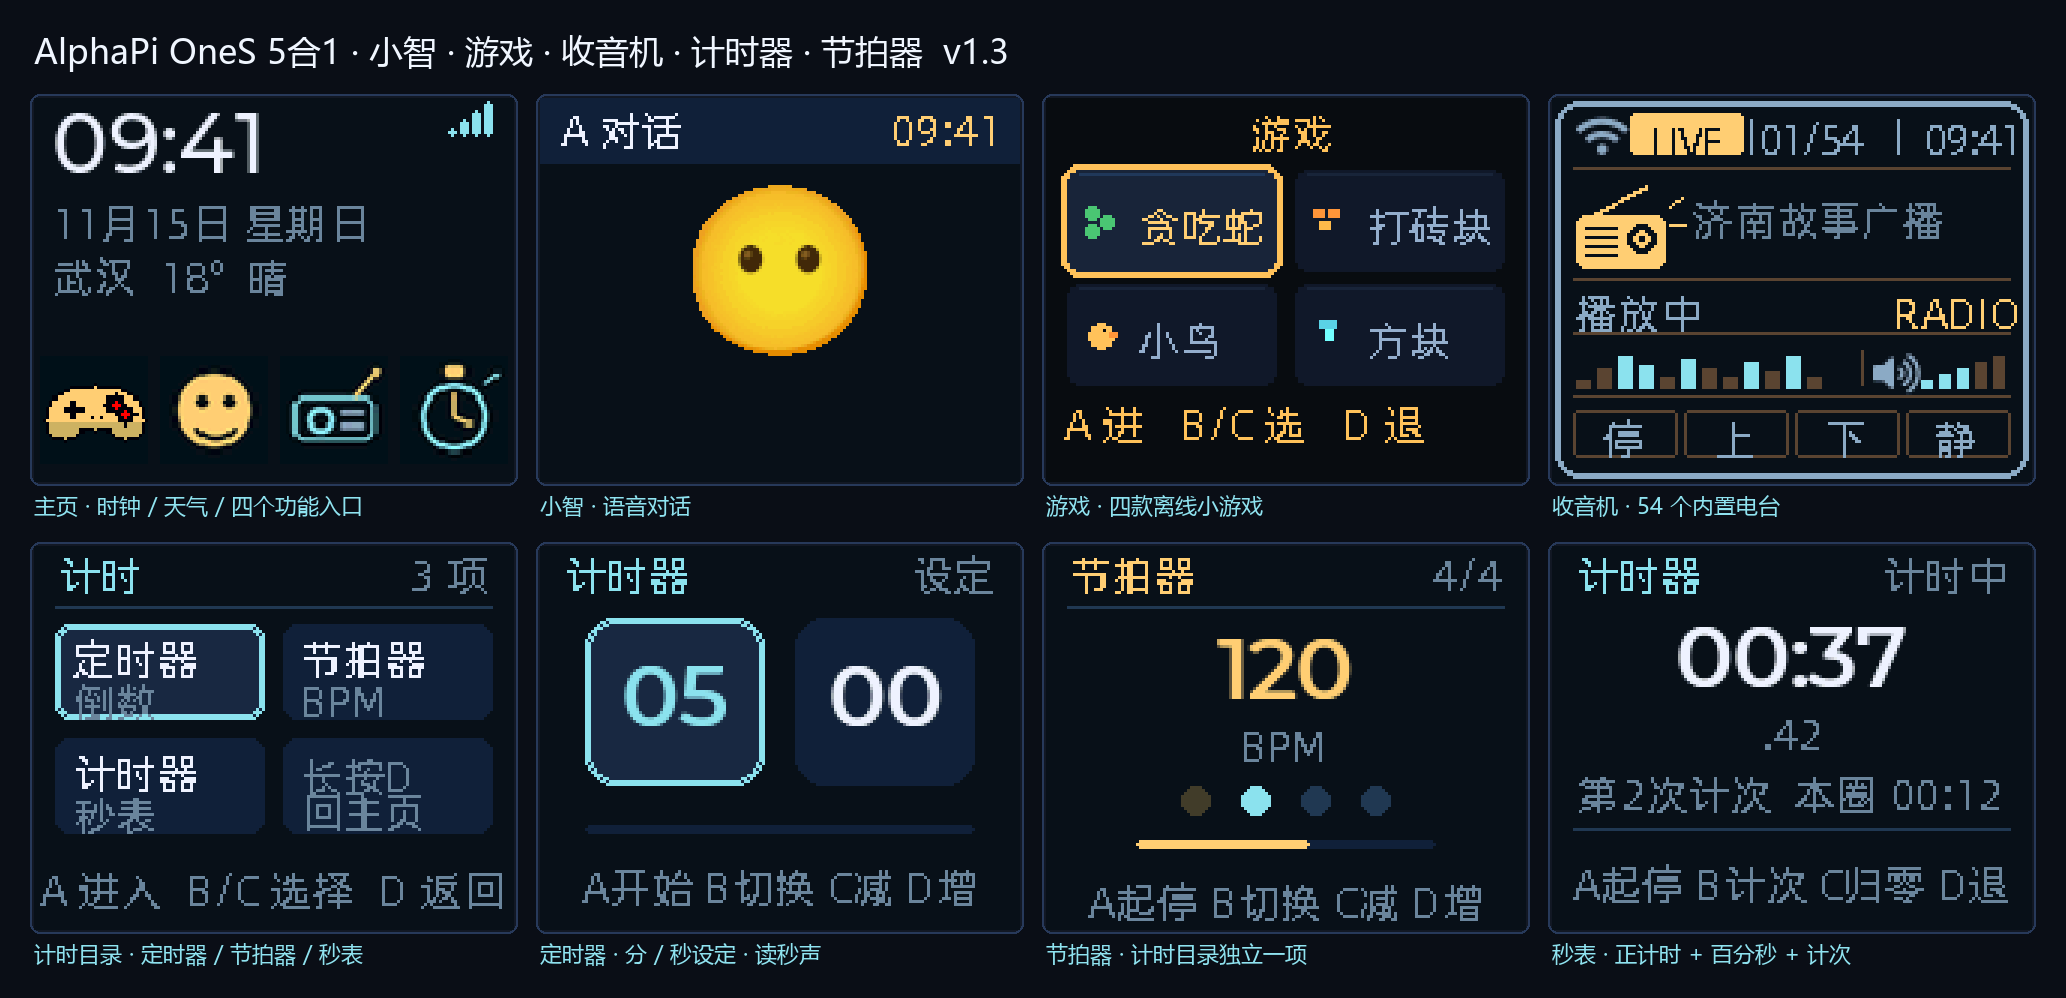 AlphaPi OneS 5合1 · 小智 · 游戏 · 收音机 · 计时器 · 节拍器 v1.3
09:41
11月15日 星期日
武汉 18° 晴
主页 · 时钟 / 天气 / 四个功能入口
A 对话 09:41
小智 · 语音对话
游戏
贪吃蛇 打砖块
小鸟 方块
A 进 B/C 选 D 退
游戏 · 四款离线小游戏
LIVE 01/54 | 09:41
济南故事广播
播放中 RADIO
停 上 下 静
收音机 · 54 个内置电台
计时 3 项
定时器 节拍器
倒数 BPM
计时器 长按D
秒表 回主页
A 进入 B/C 选择 D 返回
计时目录 · 定时器 / 节拍器 / 秒表
计时器 设定
05 00
A开始 B切换 C减 D增
定时器 · 分 / 秒设定 · 读秒声
节拍器 4/4
120
BPM
A起停 B切换 C减 D增
节拍器 · 计时目录独立一项
计时器 计时中
00:37
.42
第2次计次 本圈 00:12
A起停 B计次 C归零 D退
秒表 · 正计时 + 百分秒 + 计次